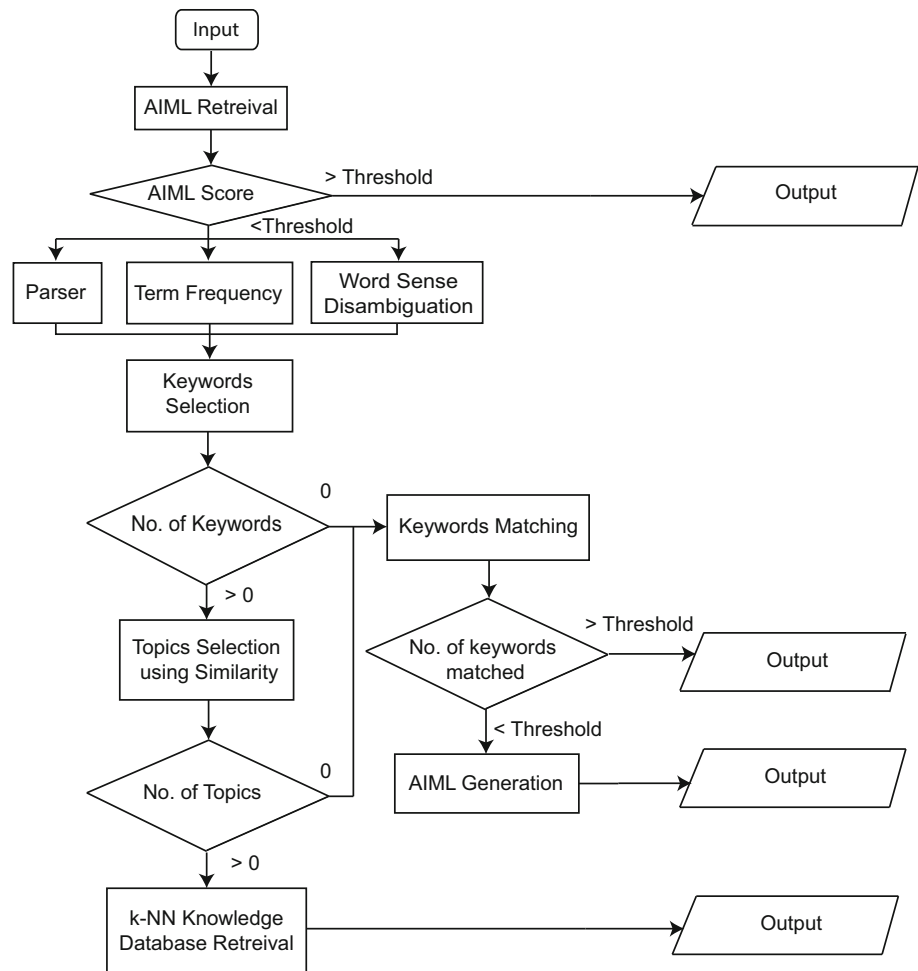 Input
AIML Retreival
AIML Score
> Threshold
Output
<Threshold
Parser
Term Frequency
Word Sense
Disambiguation
Keywords
Selection
No. of Keywords
0
Keywords Matching
> 0
Topics Selection
using Similarity
No. of keywords
matched
> Threshold
Output
< Threshold
No. of Topics
0
AIML Generation
Output
> 0
k-NN Knowledge
Database Retreival
Output